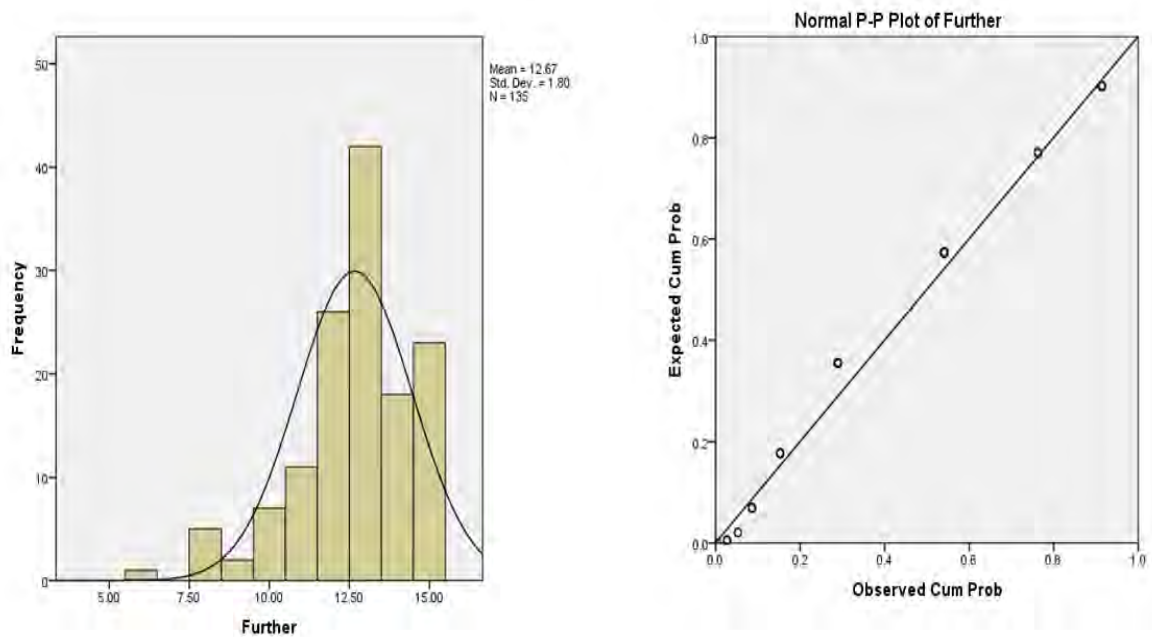 50
40
30
20
10
0
5.00 7.50 10.00 12.50 15.00
Frequency
Further
Mean = 12.67
Std. Dev. = 1.80
N = 135
Normal P-P Plot of Further
1.0
0.8
0.6
0.4
0.2
0.0
0.0 0.2 0.4 0.6 0.8 1.0
Expected Cum Prob
Observed Cum Prob